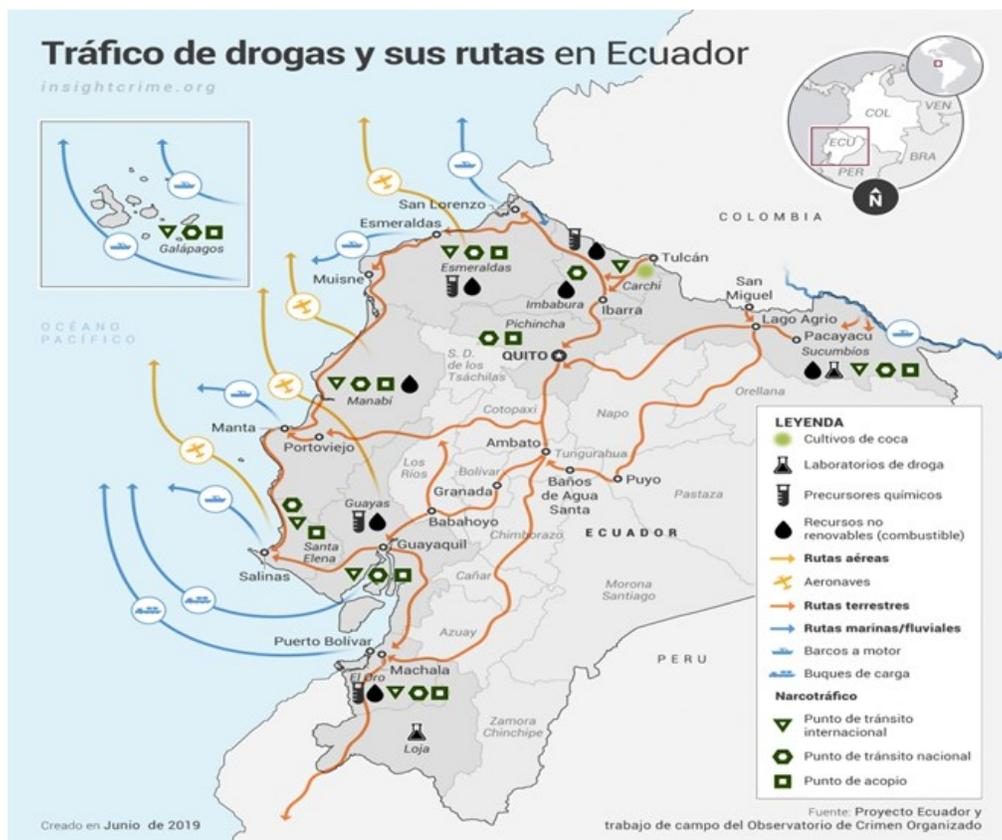 Tráfico de drogas y sus rutas en Ecuador
insightcrime.org
COL
VEN
ECU
BRA
PER
N
Galápagos
OCÉANO
PACÍFICO
COLOMBIA
San Lorenzo
Esmeraldas
Muisne
Esmeraldas
Tulcán
Carchi
Imbabura
Ibarra
San
Miguel
Lago Agrio
Pacayacu
Sucumbios
Pichincha
QUITO
S. D.
de los
Tsáchilas
Orellana
Manabí
Cotopaxi
Napo
Manta
Portoviejo
Ambato
Tungurahua
Los
Ríos
Bolívar
Granada
Baños
de Agua
Santa
Puyo
Pastaza
Guayas
Babahoyo
Chimborazo
ECUADOR
Santa
Elena
Guayaquil
Salinas
Cañar
Morona
Santiago
Azuay
Puerto Bolívar
Machala
El Oro
PERU
Loja
Zamora
Chinchipe
LEYENDA
Cultivos de coca
Laboratorios de droga
Precursores químicos
Recursos no
renovables (combustible)
Rutas aéreas
Aeronaves
Rutas terrestres
Rutas marinas/fluviales
Barcos a motor
Buques de carga
Narcotráfico
Punto de tránsito
internacional
Punto de tránsito nacional
Punto de acopio
Creado en Junio de 2019
Fuente: Proyecto Ecuador y
trabajo de campo del Observatorio de Crimen Organizado